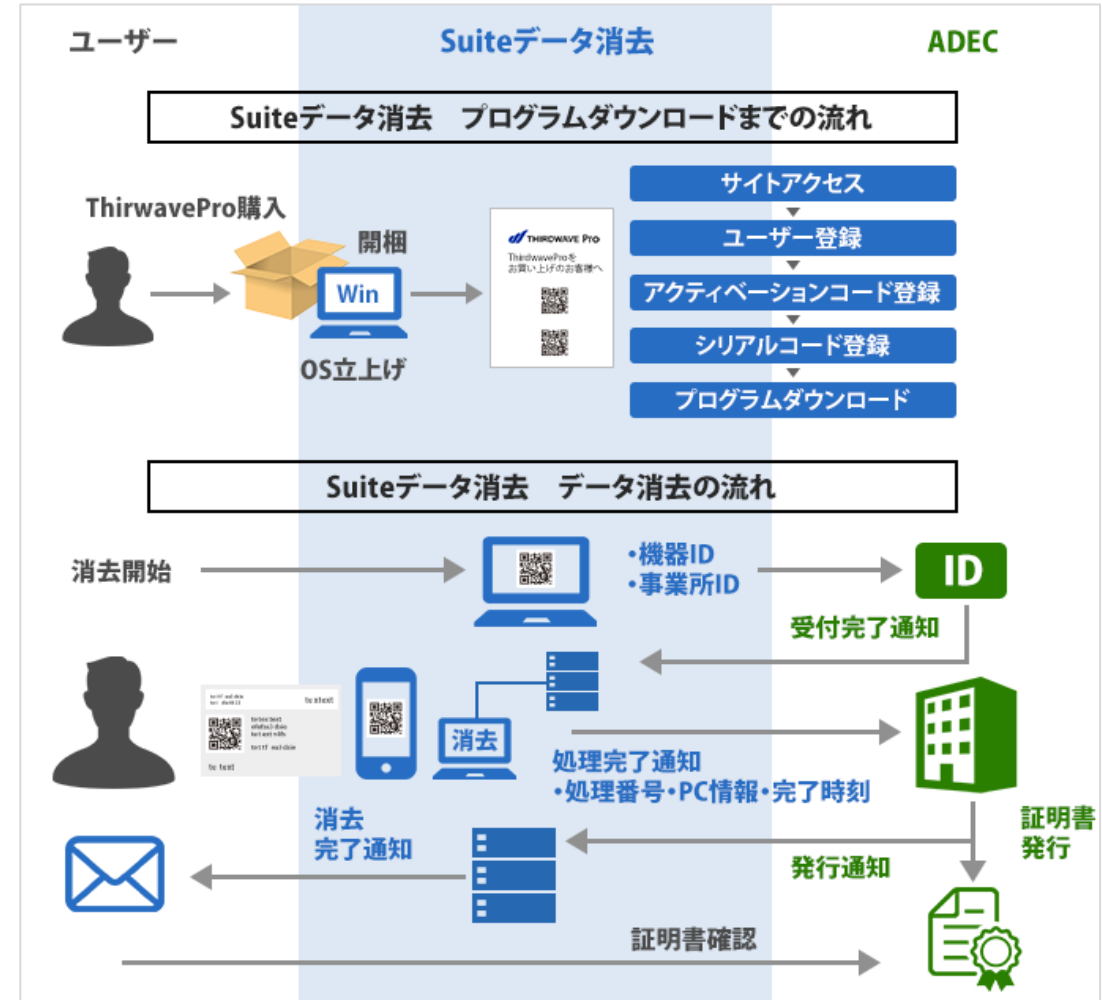 ユーザー
Suiteデータ消去
ADEC
Suiteデータ消去　プログラムダウンロードまでの流れ
ThirwavePro購入
開梱
Win
OS立上げ
THIRDWAVE Pro
ThirdwaveProを
お買い上げのお客様へ
サイトアクセス
ユーザー登録
アクティベーションコード登録
シリアルコード登録
プログラムダウンロード
Suiteデータ消去　データ消去の流れ
消去開始
・機器ID
・事業所ID
ID
受付完了通知
te text
消去
処理完了通知
・処理番号・PC情報・完了時刻
消去
完了通知
証明書
発行
発行通知
証明書確認